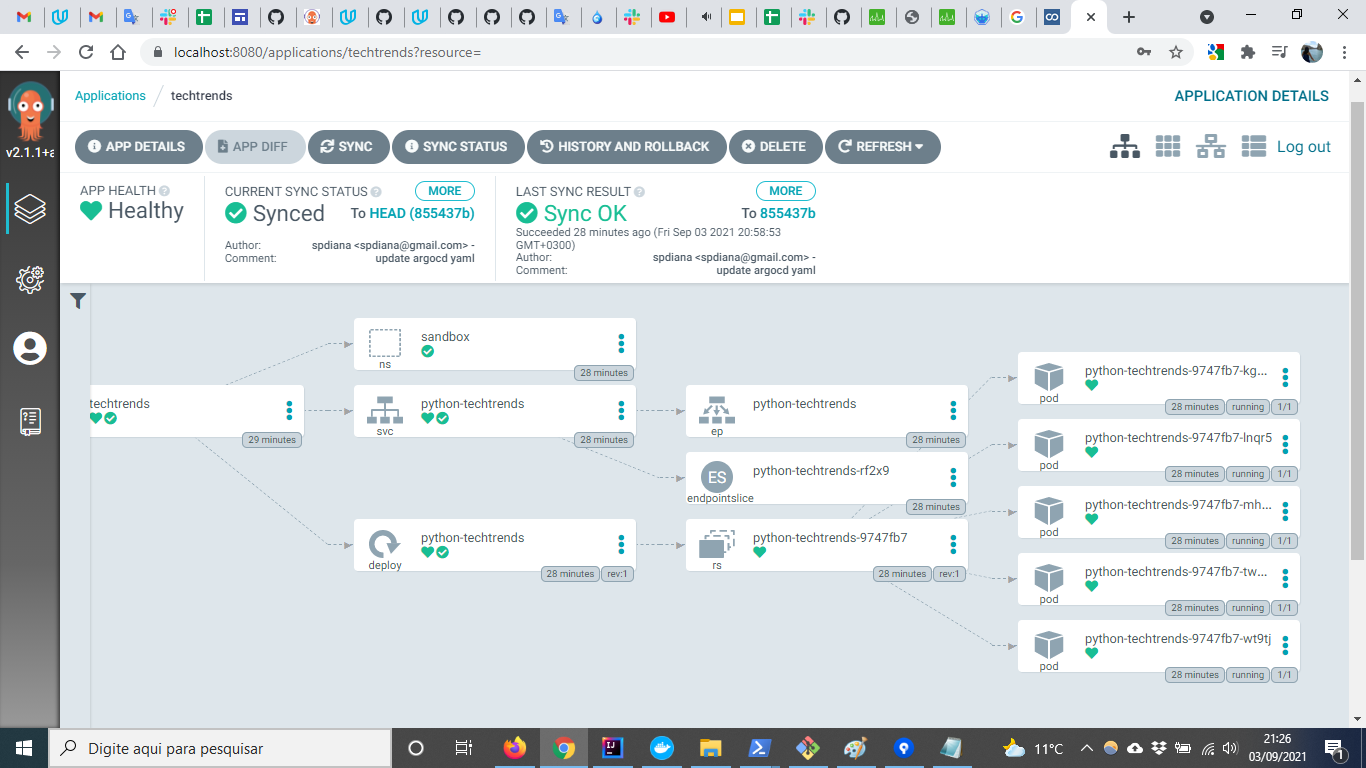 localhost:8080/applications/techtrends?resource=
v2.1.1+a
Applications / techtrends
APPLICATION DETAILS
APP DETAILS
APP DIFF
SYNC
SYNC STATUS
HISTORY AND ROLLBACK
DELETE
REFRESH
Log out
APP HEALTH
Healthy
CURRENT SYNC STATUS
MORE
Synced
To HEAD (855437b)
Author: spdiana <spdiana@gmail.com> -
Comment: update argocd yaml
LAST SYNC RESULT
MORE
Sync OK
To 855437b
Succeeded 28 minutes ago (Fri Sep 03 2021 20:58:53
GMT+0300)
Author: spdiana <spdiana@gmail.com> -
Comment: update argocd yaml
techtrends
29 minutes
sandbox
ns
28 minutes
python-techtrends
svc
28 minutes
python-techtrends
deploy
28 minutes rev:1
python-techtrends
ep
28 minutes
ES
python-techtrends-rf2x9
endpointslice
28 minutes
python-techtrends-9747fb7
rs
28 minutes rev:1
python-techtrends-9747fb7-kg...
pod
28 minutes running 1/1
python-techtrends-9747fb7-lnqr5
pod
28 minutes running 1/1
python-techtrends-9747fb7-mh...
pod
28 minutes running 1/1
python-techtrends-9747fb7-tw...
pod
28 minutes running 1/1
python-techtrends-9747fb7-wt9tj
pod
28 minutes running 1/1
Digite aqui para pesquisar
11°C
21:26
03/09/2021
1